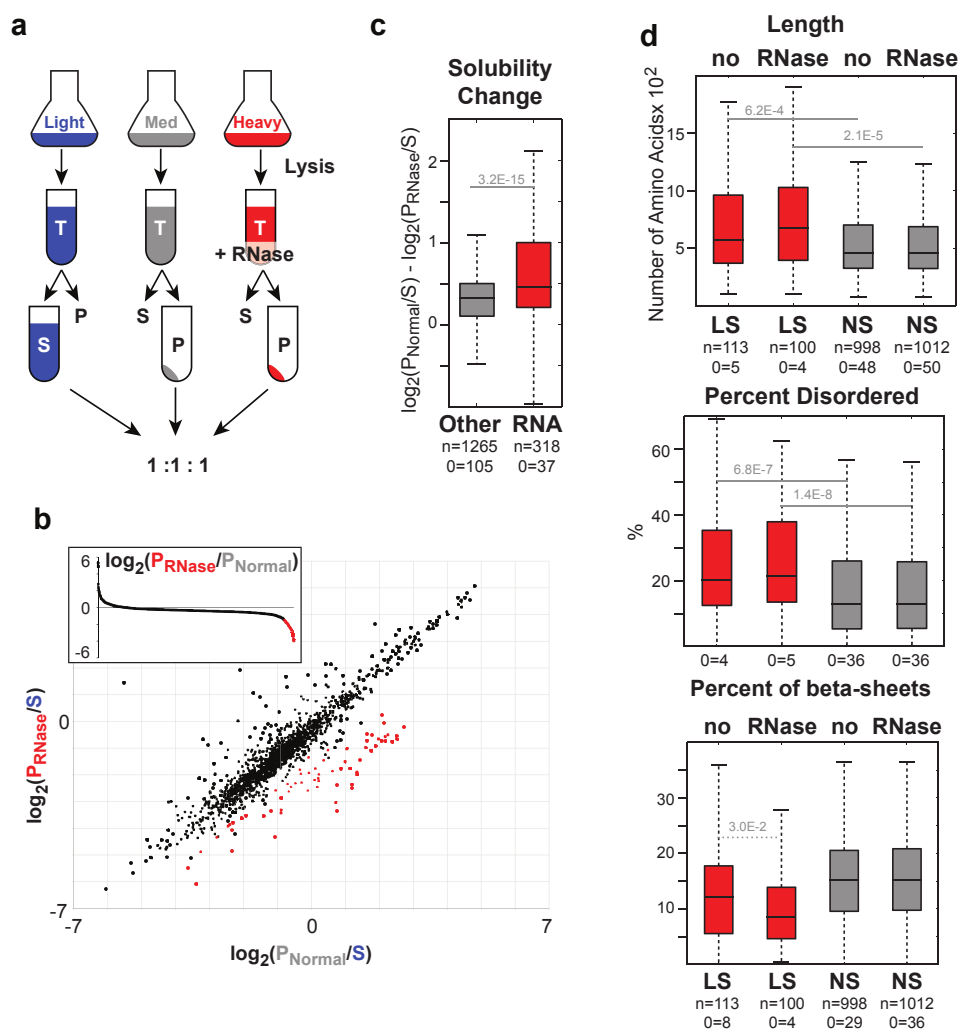 a
Light
Med
Heavy
Lysis
T
T
T
+ RNase
P
S
S
S
P
P
1 :1 : 1
b
6
0
-6
log2(PRNase/PNormal)
log2(PRNase/S)
0
-7
-7
0
7
log2(PNormal/S)
c
Solubility
Change
log2(PNormal/S) - log2(PRNase/S)
2
1
0
3.2E-15
Other RNA
n=1265 n=318
0=105 0=37
d
Length
no RNase no RNase
Number of Amino Acidsx 10^2
15
10
5
6.2E-4
2.1E-5
LS LS NS NS
n=113 n=100 n=998 n=1012
0=5 0=4 0=48 0=50
Percent Disordered
%
60
40
20
6.8E-7
1.4E-8
0=4 0=5 0=36 0=36
Percent of beta-sheets
no RNase no RNase
30
20
10
3.0E-2
LS LS NS NS
n=113 n=100 n=998 n=1012
0=8 0=4 0=29 0=36